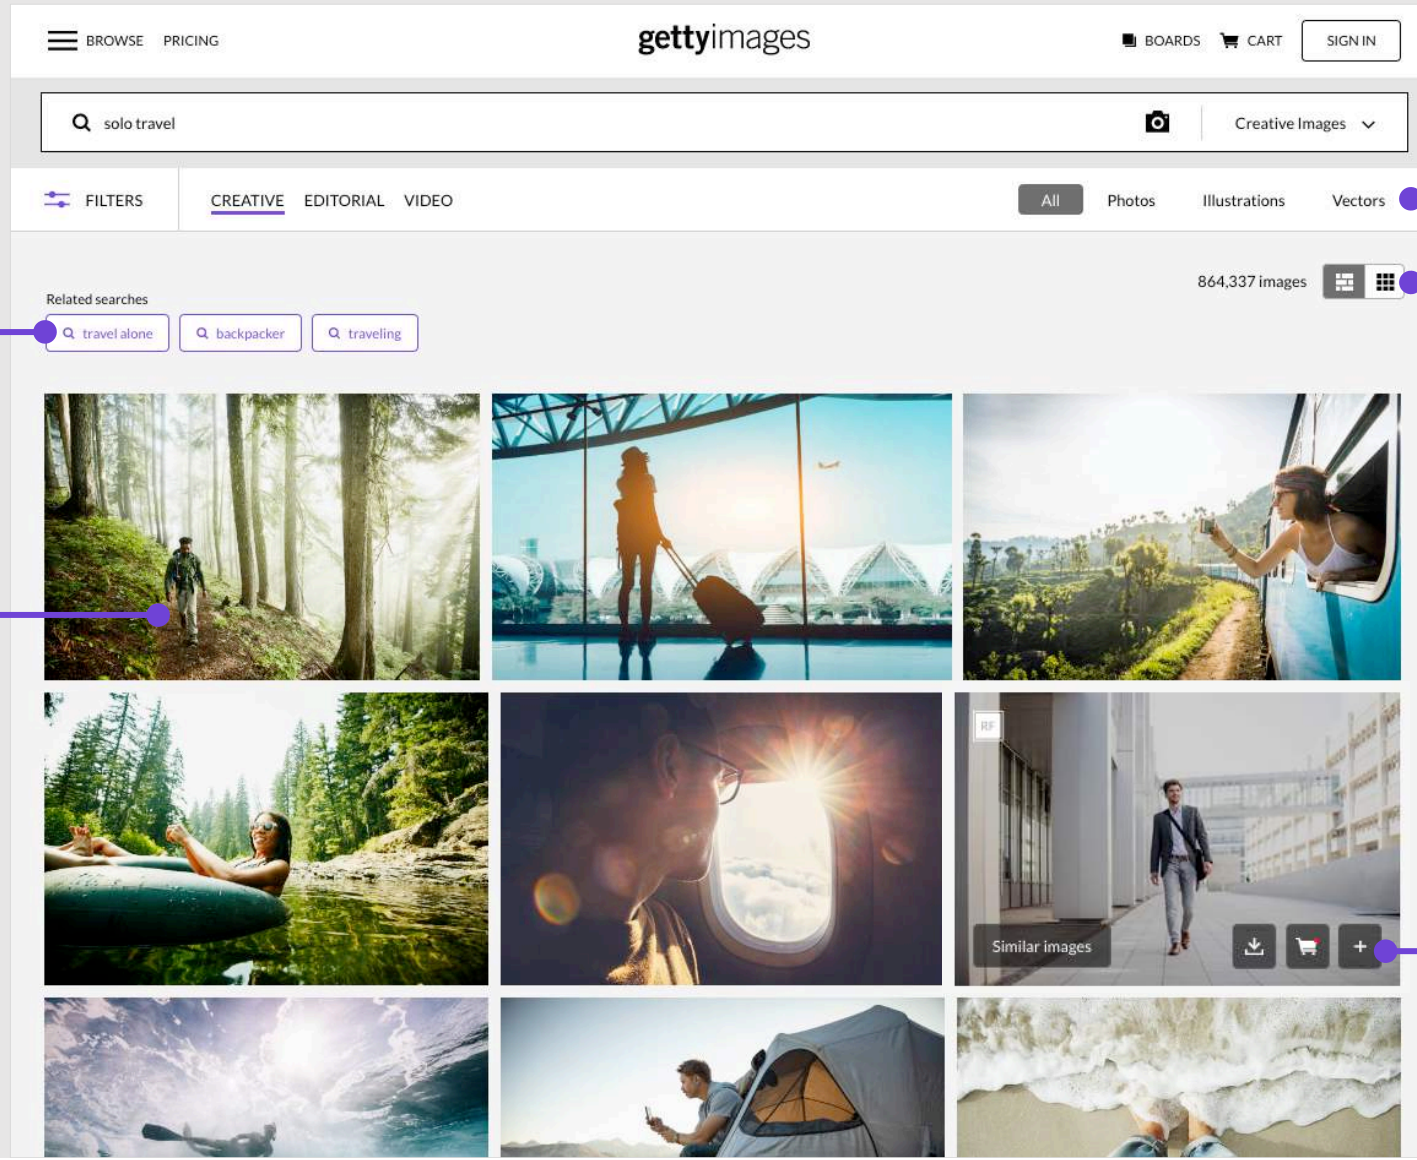 BROWSE PRICING
gettyimages
BOARDS CART SIGN IN
solo travel
Creative Images
FILTERS
CREATIVE EDITORIAL VIDEO
All Photos Illustrations Vectors
864,337 images
Related searches
travel alone backpacker traveling
RF
Similar images